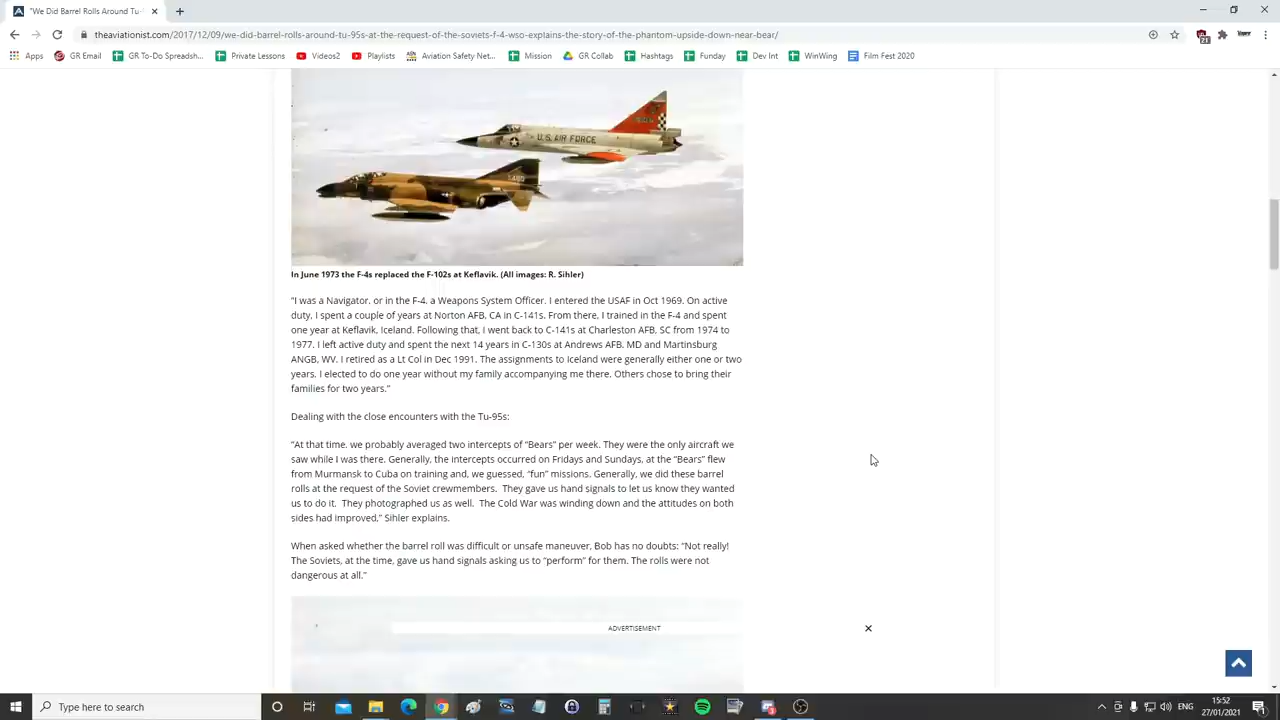 "We Did Barrel Rolls Around Tu-
theaviationist.com/2017/12/09/we-did-barrel-rolls-around-tu-95s-at-the-request-of-the-soviets-f-4-wso-explains-the-story-of-the-phantom-upside-down-near-bear/
Apps GR Email GR To-Do Spreadsh... Private Lessons Videos2 Playlists Aviation Safety Net... Mission GR Collab Hashtags Funday Dev Int WinWing Film Fest 2020
U.S. AIR FORCE
In June 1973 the F-4s replaced the F-102s at Keflavik. (All images: R. Sihler)
"I was a Navigator, or in the F-4, a Weapons System Officer. I entered the USAF in Oct 1969. On active
duty, I spent a couple of years at Norton AFB, CA in C-141s. From there, I trained in the F-4 and spent
one year at Keflavik, Iceland. Following that, I went back to C-141s at Charleston AFB, SC from 1974 to
1977. I left active duty and spent the next 14 years in C-130s at Andrews AFB, MD and Martinsburg
ANGB, WV. I retired as a Lt Col in Dec 1991. The assignments to Iceland were generally either one or two
years. I elected to do one year without my family accompanying me there. Others chose to bring their
families for two years."
Dealing with the close encounters with the Tu-95s:
"At that time, we probably averaged two intercepts of "Bears" per week. They were the only aircraft we
saw while I was there. Generally, the intercepts occurred on Fridays and Sundays, at the "Bears" flew
from Murmansk to Cuba on training and, we guessed, "fun" missions. Generally, we did these barrel
rolls at the request of the Soviet crewmembers. They gave us hand signals to let us know they wanted
us to do it. They photographed us as well. The Cold War was winding down and the attitudes on both
sides had improved," Sihler explains.
When asked whether the barrel roll was difficult or unsafe maneuver, Bob has no doubts: "Not really!
The Soviets, at the time, gave us hand signals asking us to "perform" for them. The rolls were not
dangerous at all."
ADVERTISEMENT
Type here to search
ENG
15:52
27/01/2021